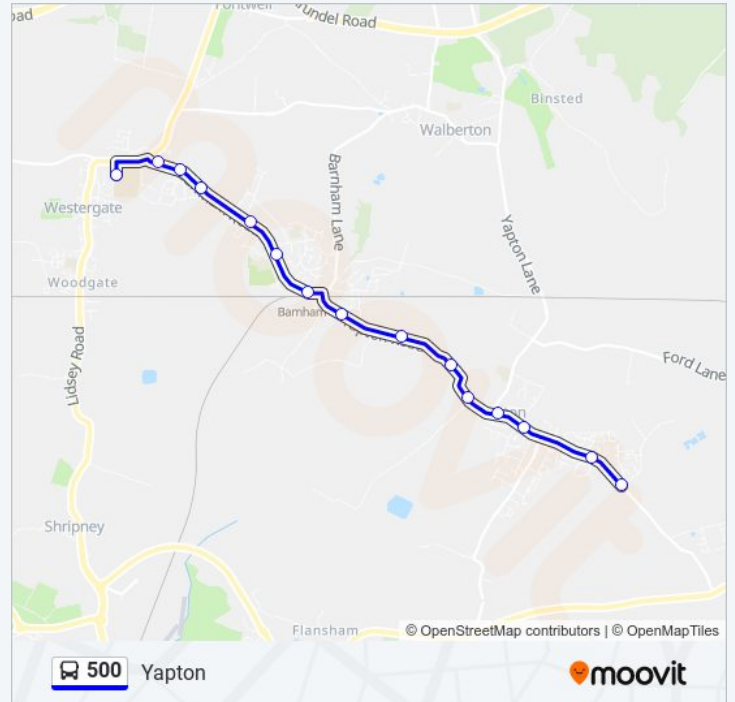 Fontwell
Arundel Road
oad
Binsted
Walberton
Barnham Lane
Westergate
Yapton Lane
Woodgate
Barnham
Ford Lane
Lidsey Road
Shripney
Flansham
© OpenStreetMap contributors | © OpenMapTiles
500 Yapton
moovit